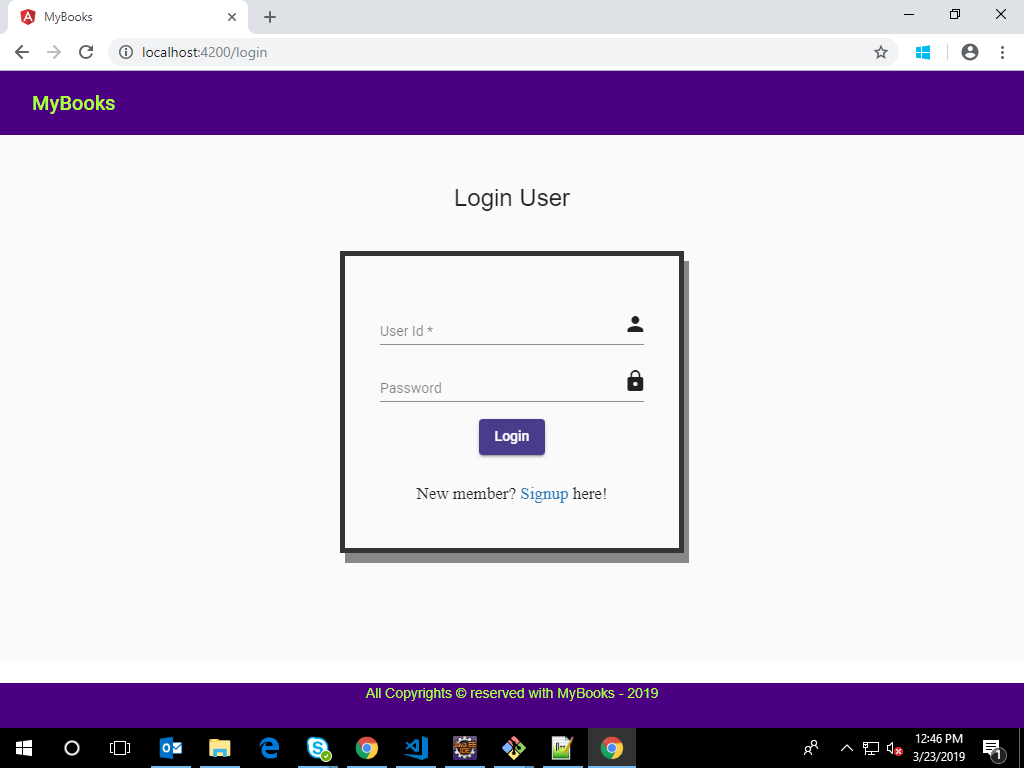 MyBooks
localhost:4200/login
MyBooks
Login User
User Id *
Password
Login
New member? Signup here!
All Copyrights © reserved with MyBooks - 2019
12:46 PM
3/23/2019
1